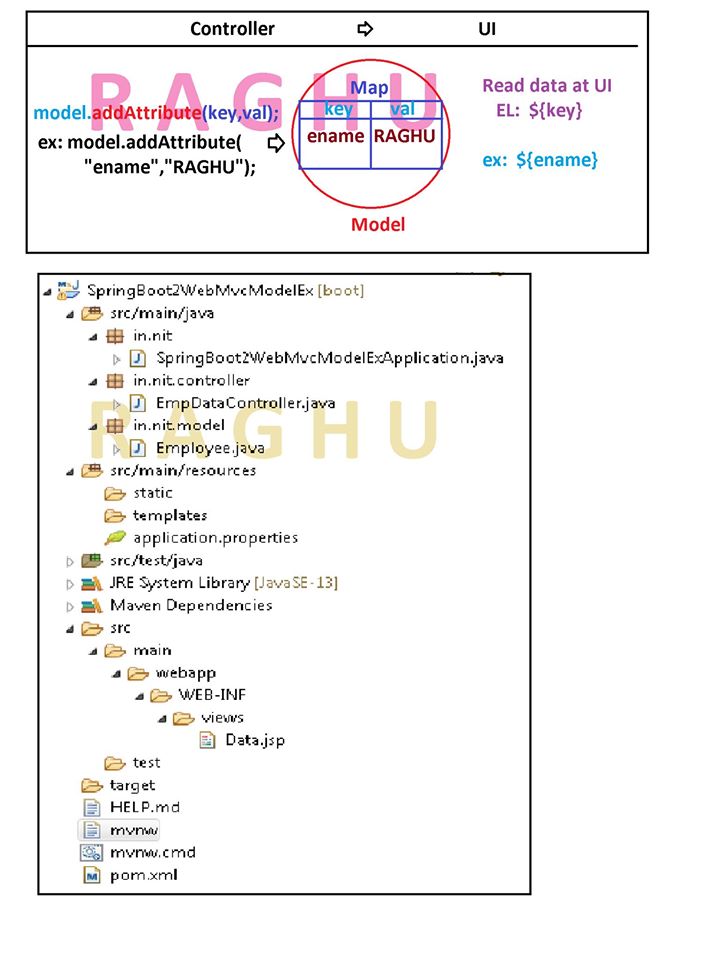 Controller ⇨ UI
RAGHU
Map
Read data at UI
model.addAttribute(key,val);
key val
EL: ${key}
ex: model.addAttribute(
"ename","RAGHU");
⇨
ename RAGHU
ex: ${ename}
Model
SpringBoot2WebMvcModelEx [boot]
src/main/java
in.nit
SpringBoot2WebMvcModelExApplication.java
in.nit.controller
EmpDataController.java
RAGHU
in.nit.model
Employee.java
src/main/resources
static
templates
application.properties
src/test/java
JRE System Library [JavaSE-13]
Maven Dependencies
src
main
webapp
WEB-INF
views
Data.jsp
test
target
HELP.md
mvnw
mvnw.cmd
pom.xml